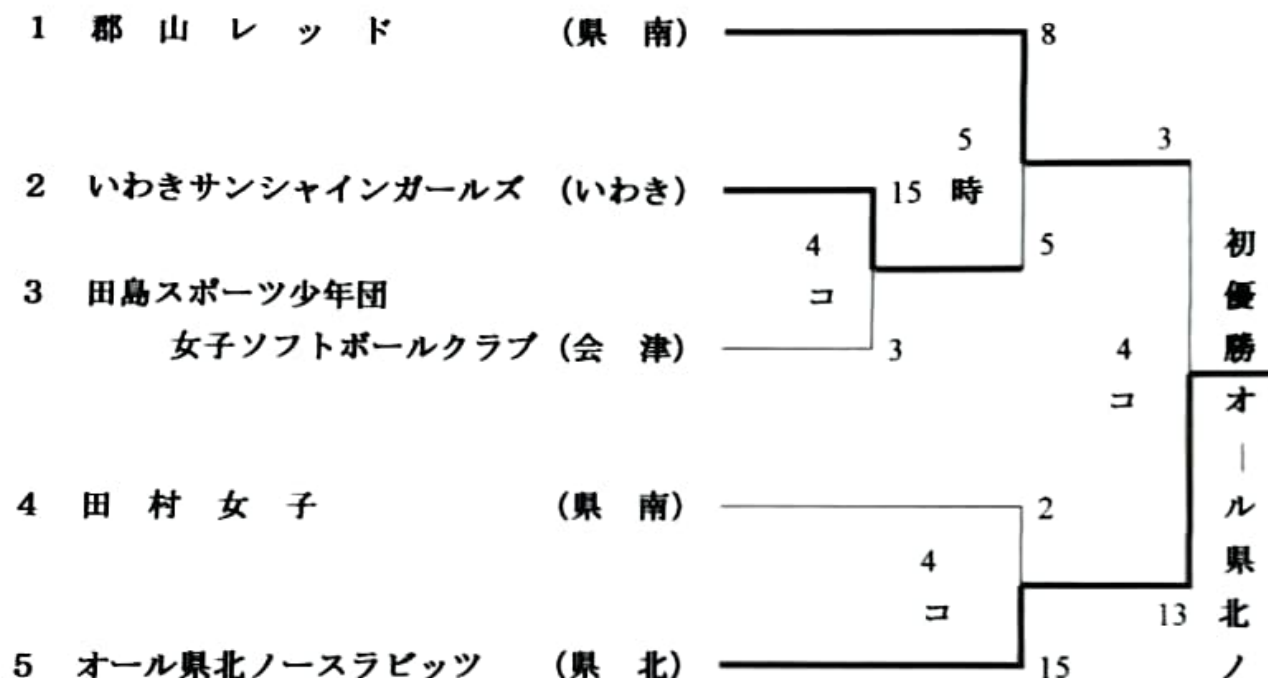 1 郡山レッド (県南)
8
5
時
3
2 いわきサンシャインガールズ (いわき)
15
4
コ
5
3 田島スポーツ少年団
女子ソフトボールクラブ (会津)
3
4
コ
4 田村女子 (県南)
2
4
コ
13
5 オール県北ノースラビッツ (県北)
15
初優勝オール県北ノ